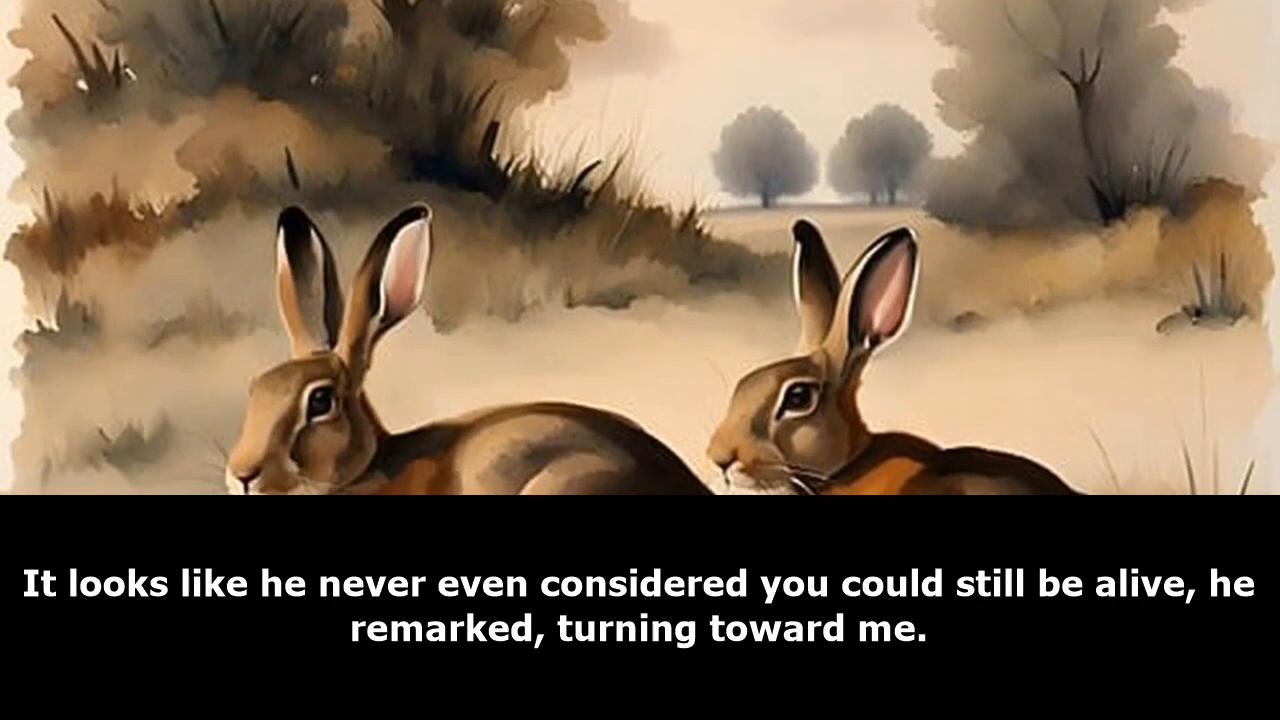 It looks like he never even considered you could still be alive, he
remarked, turning toward me.